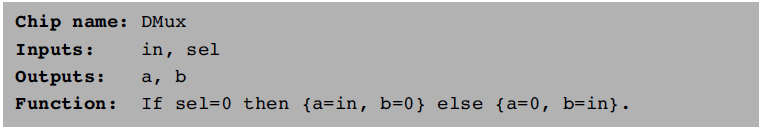 Chip name: DMux
Inputs: in, sel
Outputs: a, b
Function: If sel=0 then {a=in, b=0} else {a=0, b=in}.